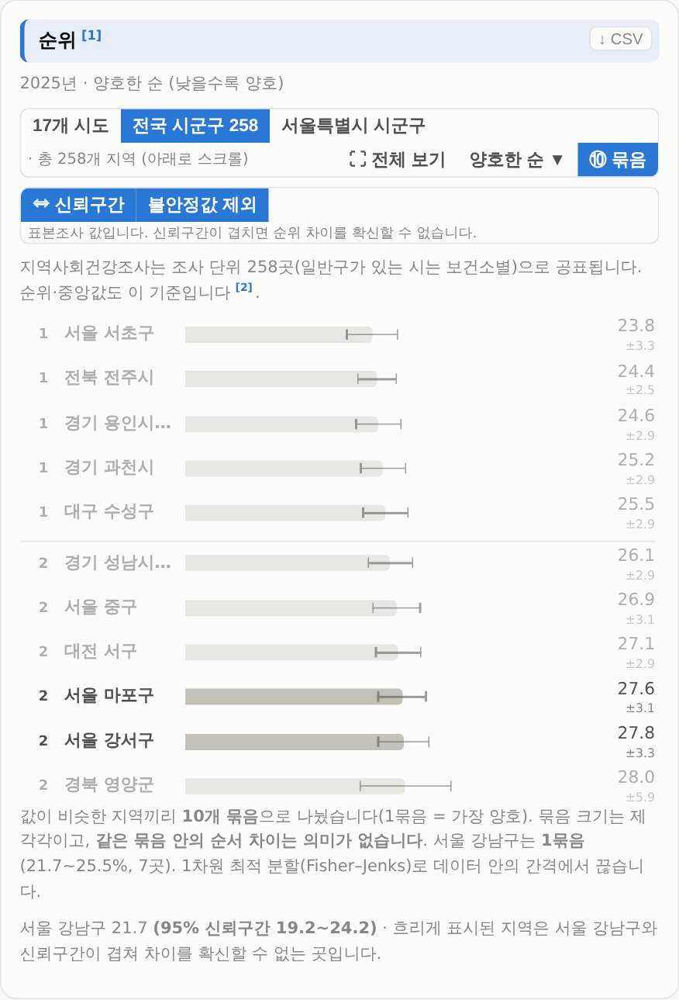 순위 [1]
↓ CSV
2025년 · 양호한 순 (낮을수록 양호)
17개 시도 전국 시군구 258 서울특별시 시군구
· 총 258개 지역 (아래로 스크롤) ⛶ 전체 보기 양호한 순 ▼ ⑩ 묶음
⇔ 신뢰구간 불안정값 제외
표본조사 값입니다. 신뢰구간이 겹치면 순위 차이를 확신할 수 없습니다.
지역사회건강조사는 조사 단위 258곳(일반구가 있는 시는 보건소별)으로 공표됩니다.
순위·중앙값도 이 기준입니다 [2] .
1 서울 서초구 23.8
±3.3
1 전북 전주시 24.4
±2.5
1 경기 용인시… 24.6
±2.9
1 경기 과천시 25.2
±2.9
1 대구 수성구 25.5
±2.9
2 경기 성남시… 26.1
±2.9
2 서울 중구 26.9
±3.1
2 대전 서구 27.1
±2.9
2 서울 마포구 27.6
±3.1
2 서울 강서구 27.8
±3.3
2 경북 영양군 28.0
±5.9
값이 비슷한 지역끼리 10개 묶음으로 나눴습니다(1묶음 = 가장 양호). 묶음 크기는 제
각각이고, 같은 묶음 안의 순서 차이는 의미가 없습니다. 서울 강남구는 1묶음
(21.7~25.5%, 7곳). 1차원 최적 분할(Fisher–Jenks)로 데이터 안의 간격에서 끊습니
다.
서울 강남구 21.7 (95% 신뢰구간 19.2~24.2) · 흐리게 표시된 지역은 서울 강남구와
신뢰구간이 겹쳐 차이를 확신할 수 없는 곳입니다.